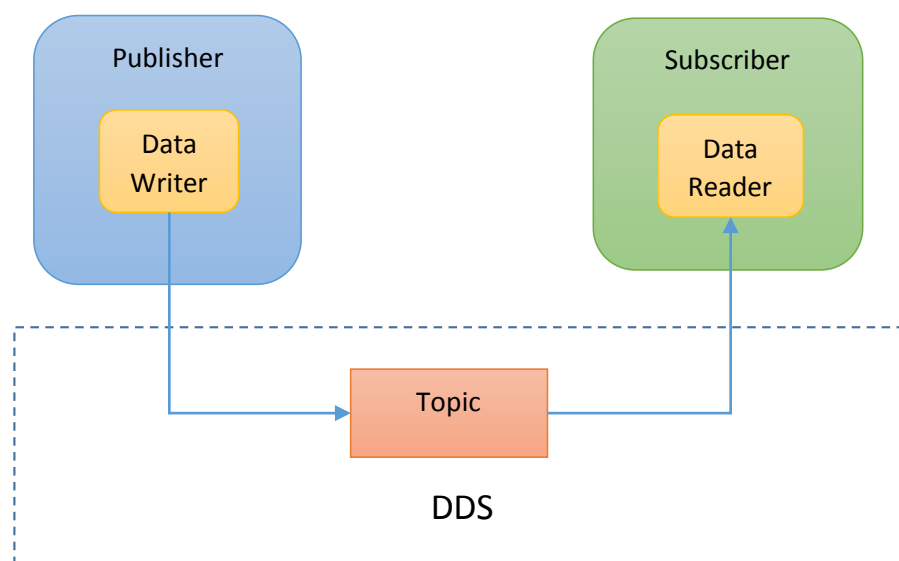 Publisher
Data
Writer
Subscriber
Data
Reader
Topic
DDS